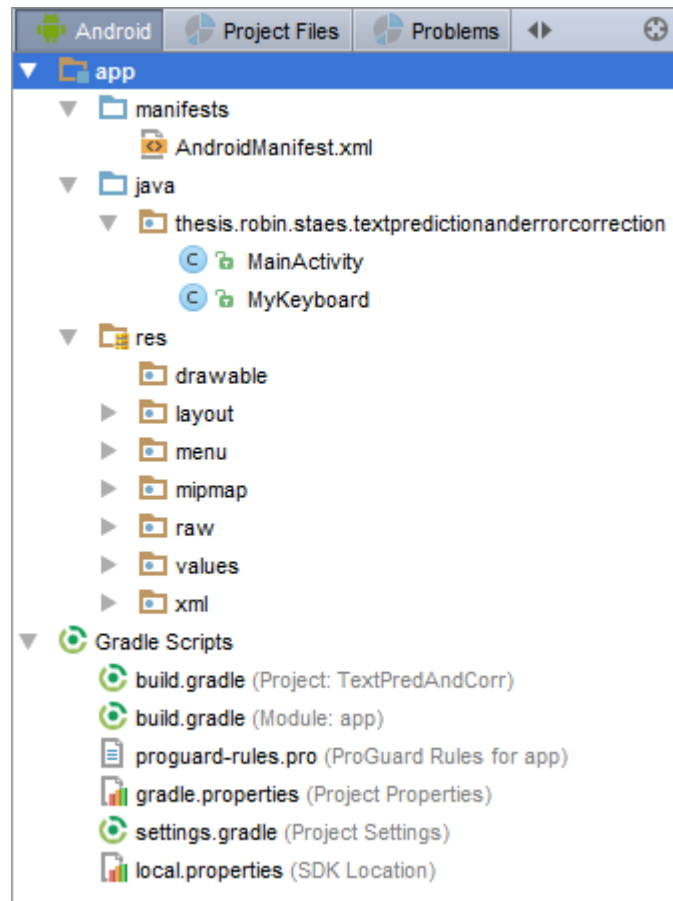 Android Project Files Problems
app
manifests
AndroidManifest.xml
java
thesis.robin.staes.textpredictionanderrorcorrection
C MainActivity
C MyKeyboard
res
drawable
layout
menu
mipmap
raw
values
xml
Gradle Scripts
build.gradle (Project: TextPredAndCorr)
build.gradle (Module: app)
proguard-rules.pro (ProGuard Rules for app)
gradle.properties (Project Properties)
settings.gradle (Project Settings)
local.properties (SDK Location)